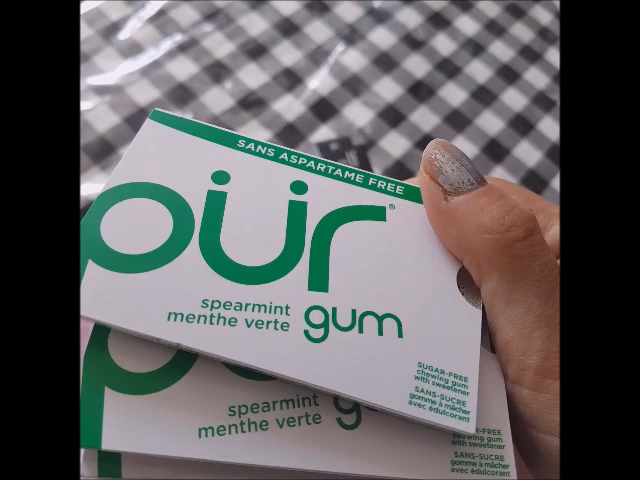 SANS ASPARTAME FREE
pür®
gum
spearmint
menthe verte
SUGAR-FREE
chewing gum
with sweetener
SANS-SUCRE
gomme à mâcher
avec édulcorant
spearmint
menthe verte
-FREE
chewing gum
with sweetener
SANS-SUCRE
gomme à mâcher
avec édulcorant